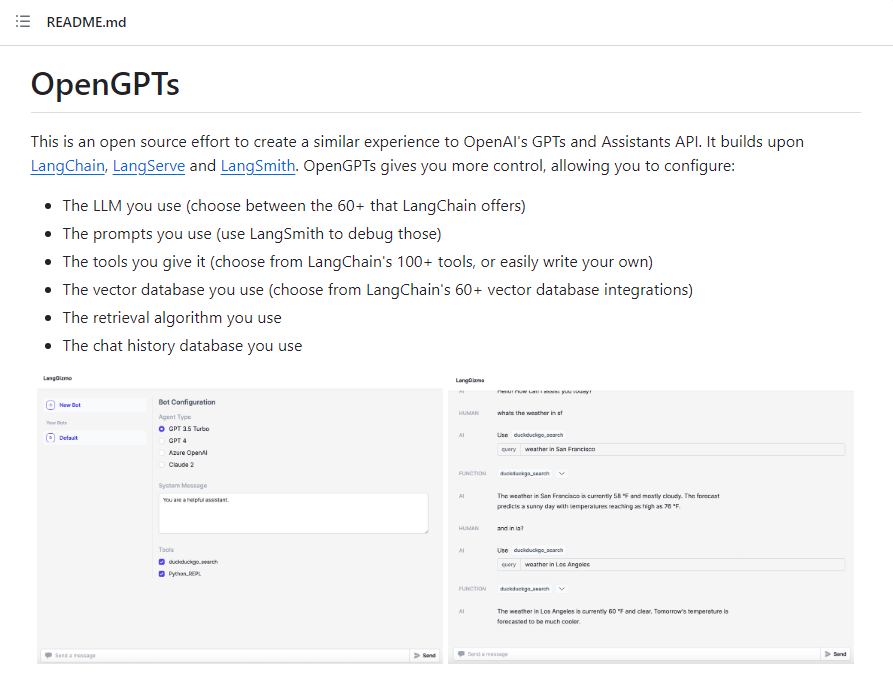 README.md
OpenGPTs
This is an open source effort to create a similar experience to OpenAI's GPTs and Assistants API. It builds upon
LangChain, LangServe and LangSmith. OpenGPTs gives you more control, allowing you to configure:
• The LLM you use (choose between the 60+ that LangChain offers)
• The prompts you use (use LangSmith to debug those)
• The tools you give it (choose from LangChain's 100+ tools, or easily write your own)
• The vector database you use (choose from LangChain's 60+ vector database integrations)
• The retrieval algorithm you use
• The chat history database you use
LangGizmo
New Bot
Your Bots
Default
Bot Configuration
Agent Type
GPT 3.5 Turbo
GPT 4
Azure OpenAI
Claude 2
System Message
You are a helpful assistant.
Tools
duckduckgo_search
Python_REPL
Send a message
Send
LangGizmo
AI Hello! How can I assist you today?
HUMAN whats the weather in sf
AI Use duckduckgo_search
query weather in San Francisco
FUNCTION duckduckgo_search
AI The weather in San Francisco is currently 58 °F and mostly cloudy. The forecast
predicts a sunny day with temperatures reaching as high as 76 °F.
HUMAN and in la?
AI Use duckduckgo_search
query weather in Los Angeles
FUNCTION duckduckgo_search
AI The weather in Los Angeles is currently 60 °F and clear. Tomorrow's temperature is
forecasted to be much cooler.
Send a message
Send